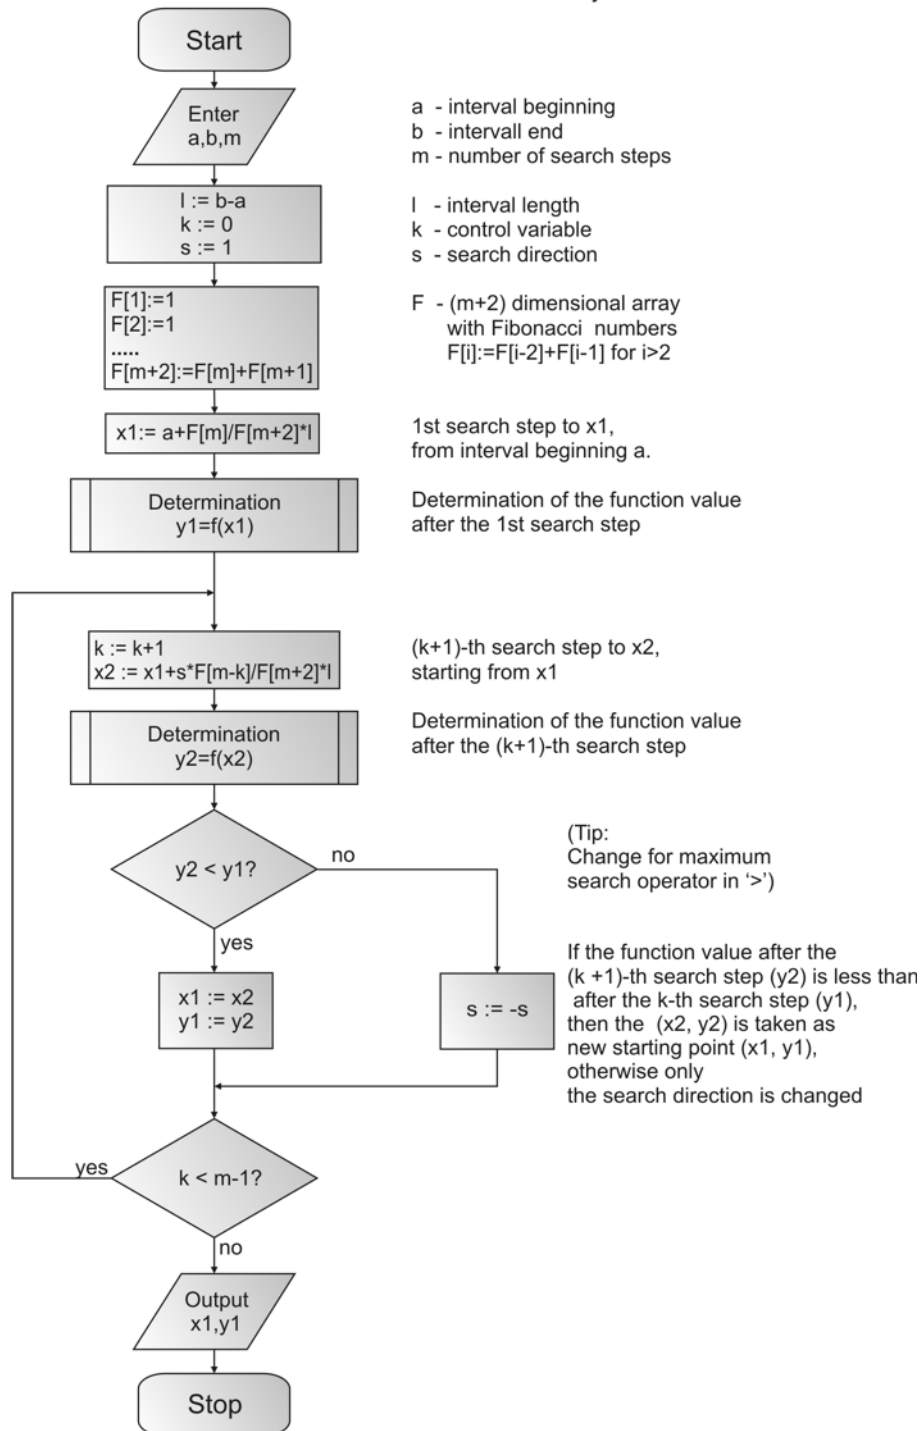 Start
Enter
a,b,m
a - interval beginning
b - intervall end
m - number of search steps
l := b-a
k := 0
s := 1
l - interval length
k - control variable
s - search direction
F[1]:=1
F[2]:=1
.....
F[m+2]:=F[m]+F[m+1]
F - (m+2) dimensional array
with Fibonacci numbers
F[i]:=F[i-2]+F[i-1] for i>2
x1:= a+F[m]/F[m+2]*l
1st search step to x1,
from interval beginning a.
Determination
y1=f(x1)
Determination of the function value
after the 1st search step
k := k+1
x2 := x1+s*F[m-k]/F[m+2]*l
(k+1)-th search step to x2,
starting from x1
Determination
y2=f(x2)
Determination of the function value
after the (k+1)-th search step
y2 < y1?
no
(Tip:
Change for maximum
search operator in ‘>’)
yes
x1 := x2
y1 := y2
s := -s
If the function value after the
(k +1)-th search step (y2) is less than
after the k-th search step (y1),
then the (x2, y2) is taken as
new starting point (x1, y1),
otherwise only
the search direction is changed
yes
k < m-1?
no
Output
x1,y1
Stop